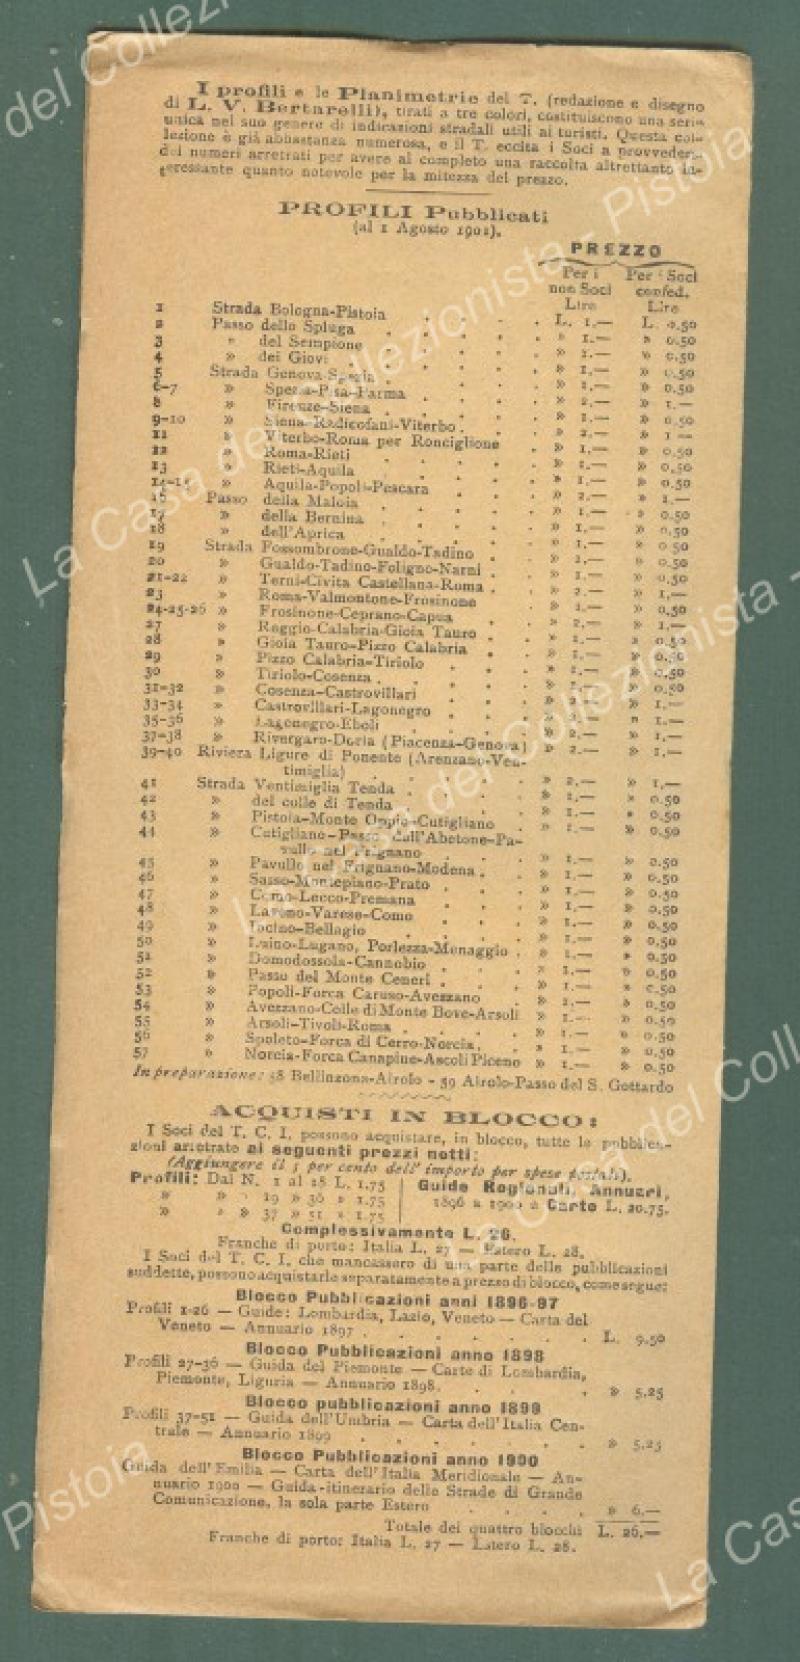 I profili e le Planimetrie del T. (redazione e disegno
di L. V. Bertarelli), tirati a tre colori, costituiscono una serie
unica nel suo genere di indicazioni stradali utili ai turisti. Questa col-
lezione è già abbastanza numerosa, e il T. eccita i Soci a provvedersi
dei numeri arretrati per avere al completo una raccolta altrettanto in-
teressante quanto notevole per la mitezza del prezzo.
PROFILI Pubblicati
(al 1 Agosto 1901).
PREZZO
Per i non Soci Lire
Per i Soci confed. Lire
1 Strada Bologna-Pistoia . L. 1.— L. 0.50
2 Passo dello Spluga . » 1.— » 0.50
3 » del Sempione . » 1.— » 0.50
4 » dei Giovi . » 1.— » 0.50
5 Strada Genova-Spezia . » 1.— » 0.50
6-7 » Spezia-Pisa-Parma . » 2.— » 1.—
8 » Firenze-Siena . » 1.— » 0.50
9-10 » Siena-Radicofani-Viterbo . » 2.— » 1.—
11 » Viterbo-Roma per Ronciglione . » 1.— » 0.50
12 » Roma-Rieti . » 1.— » 0.50
13 » Rieti-Aquila . » 1.— » 0.50
14-15 » Aquila-Popoli-Pescara . » 2.— » 1.—
16 Passo della Maloia . » 1.— » 0.50
17 » della Bernina . » 1.— » 0.50
18 » dell'Aprica . » 1.— » 0.50
19 Strada Fossombrone-Gualdo-Tadino . » 1.— » 0.50
20 » Gualdo-Tadino-Foligno-Narni . » 1.— » 0.50
21-22 » Terni-Civita Castellana-Roma . » 2.— » 1.—
23 » Roma-Valmontone-Frosinone » 1.— » 0.50
24-25-26 » Frosinone-Ceprano-Capua . » 2.— » 1.—
27 » Reggio-Calabria-Gioia Tauro . » 1.— » 0.50
28 » Gioia Tauro-Pizzo Calabria . » 1.— » 0.50
29 » Pizzo Calabria-Tiriolo . » 1.— » 0.50
30 » Tiriolo-Cosenza . » 1.— » 0.50
31-32 » Cosenza-Castrovillari . » 2.— » 1.—
33-34 » Castrovillari-Lagonegro . » 2.— » 1.—
35-36 » Lagonegro-Eboli . » 2.— » 1.—
37-38 » Rivergaro-Doria (Piacenza-Genova) » 2.— » 1.—
39-40 Riviera Ligure di Ponente (Arenzano-Ven-
timiglia) . » 2.— » 1.—
41 Strada Ventimiglia Tenda . » 1.— » 0.50
42 » del colle di Tenda . » 1.— » 0.50
43 » Pistoia-Monte Oppio-Cutigliano . » 1.— » 0.50
44 » Cutigliano-Passo dell'Abetone-Pa-
vullo nel Frignano . » 1.— » 0.50
45 » Pavullo nel Frignano-Modena . » 1.— » 0.50
46 » Sasso-Montepiano-Prato . » 1.— » 0.50
47 » Como-Lecco-Premana . » 1.— » 0.50
48 » Laveno-Varese-Como . » 1.— » 0.50
49 » Incino-Bellagio . » 1.— » 0.50
50 » Luino-Lugano, Porlezza-Menaggio . » 1.— » 0.50
51 » Domodossola-Cannobio . » 1.— » 0.50
52 » Passo del Monte Ceneri . » 1.— » 0.50
53 » Popoli-Forca Caruso-Avezzano . » 1.— » 0.50
54 » Avezzano-Colle di Monte Bove-Arsoli » 1.— » 0.50
55 » Arsoli-Tivoli-Roma . » 1.— » 0.50
56 » Spoleto-Forca di Cerro-Norcia . » 1.— » 0.50
57 » Norcia-Forca Canapine-Ascoli Piceno » 1.— » 0.50
In preparazione: 58 Bellinzona-Airolo - 59 Airolo-Passo del S. Gottardo
ACQUISTI IN BLOCCO:
I Soci del T. C. I. possono acquistare, in blocco, tutte le pubblica-
zioni arretrate ai seguenti prezzi netti:
(Aggiungere il 5 per cento dell' importo per spese postali).
Profili: Dal N. 1 al 18 L. 1.75
» » » 19 » 36 » 1.75
» » » 37 » 51 » 1.75
Guide Regionali, Annuari,
1896 a 1900 e Carte L. 20.75.
Complessivamente L. 26.
Franche di porto: Italia L. 27 — Estero L. 28.
I Soci del T. C. I. che mancassero di una parte delle pubblicazioni
suddette, possono acquistarle separatamente a prezzo di blocco, come segue:
Blocco Pubblicazioni anni 1896-97
Profili 1-26 — Guide: Lombardia, Lazio, Veneto — Carta del
Veneto — Annuario 1897 . L. 9.50
Blocco Pubblicazioni anno 1898
Profili 27-36 — Guida del Piemonte — Carte di Lombardia,
Piemonte, Liguria — Annuario 1898. » 5.25
Blocco pubblicazioni anno 1899
Profili 37-51 — Guida dell'Umbria — Carta dell'Italia Cen-
trale — Annuario 1899 . » 5.25
Blocco Pubblicazioni anno 1900
Guida dell'Emilia — Carta dell'Italia Meridionale — An-
nuario 1900 — Guida-itinerario delle Strade di Grande
Comunicazione, la sola parte Estero . » 6.—
Totale dei quattro blocchi L. 26.—
Franche di porto: Italia L. 27 — Estero L. 28.
La Casa del Collezionista - Pistoia